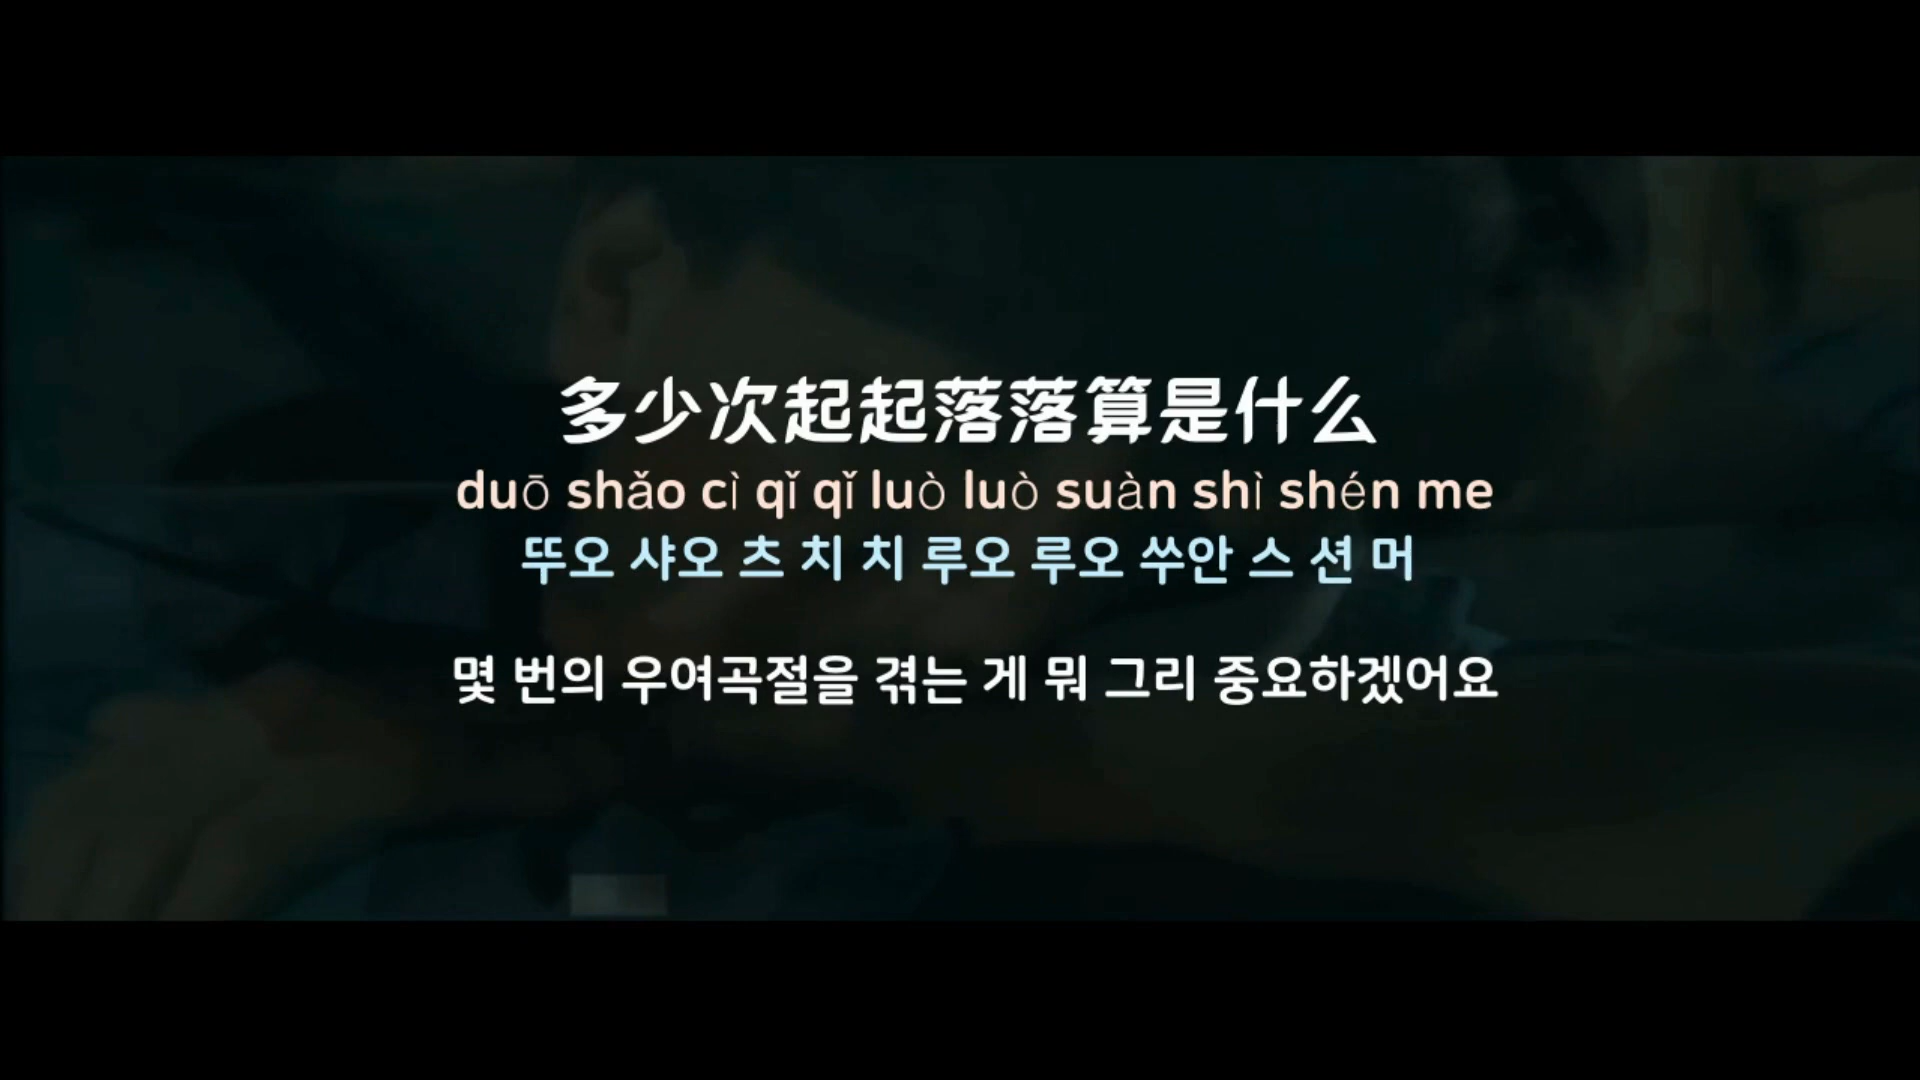 多少次起起落落算是什么
duō shǎo cì qǐ qǐ luò luò suàn shì shén me
뚜오 샤오 츠 치 치 루오 루오 쑤안 스 션 머
몇 번의 우여곡절을 겪는 게 뭐 그리 중요하겠어요